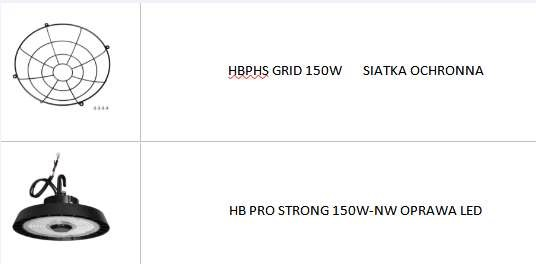 HBPHS GRID 150W SIATKA OCHRONNA
HB PRO STRONG 150W-NW OPRAWA LED